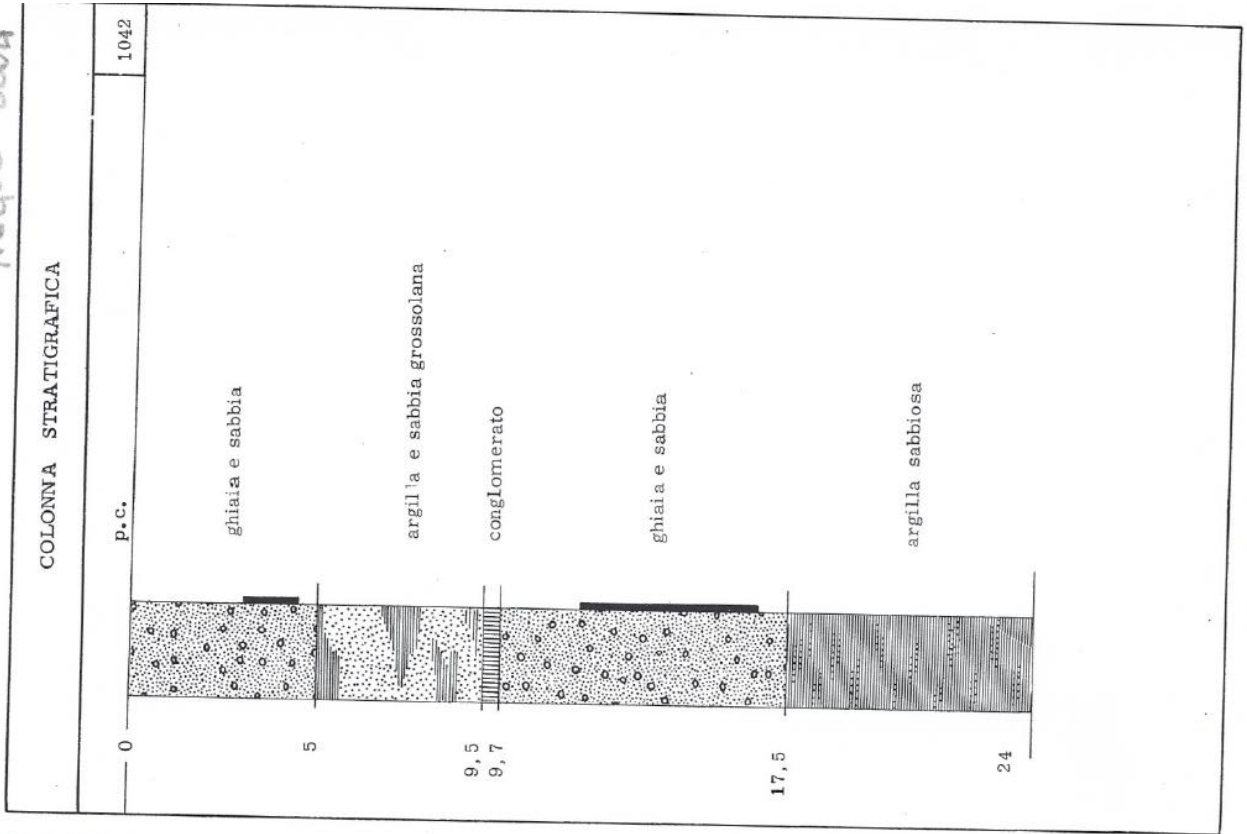 COLONNA STRATIGRAFICA
1042
p.c.
0
ghiaia e sabbia
5
argilla e sabbia grossolana
9,5
conglomerato
9,7
ghiaia e sabbia
17,5
argilla sabbiosa
24